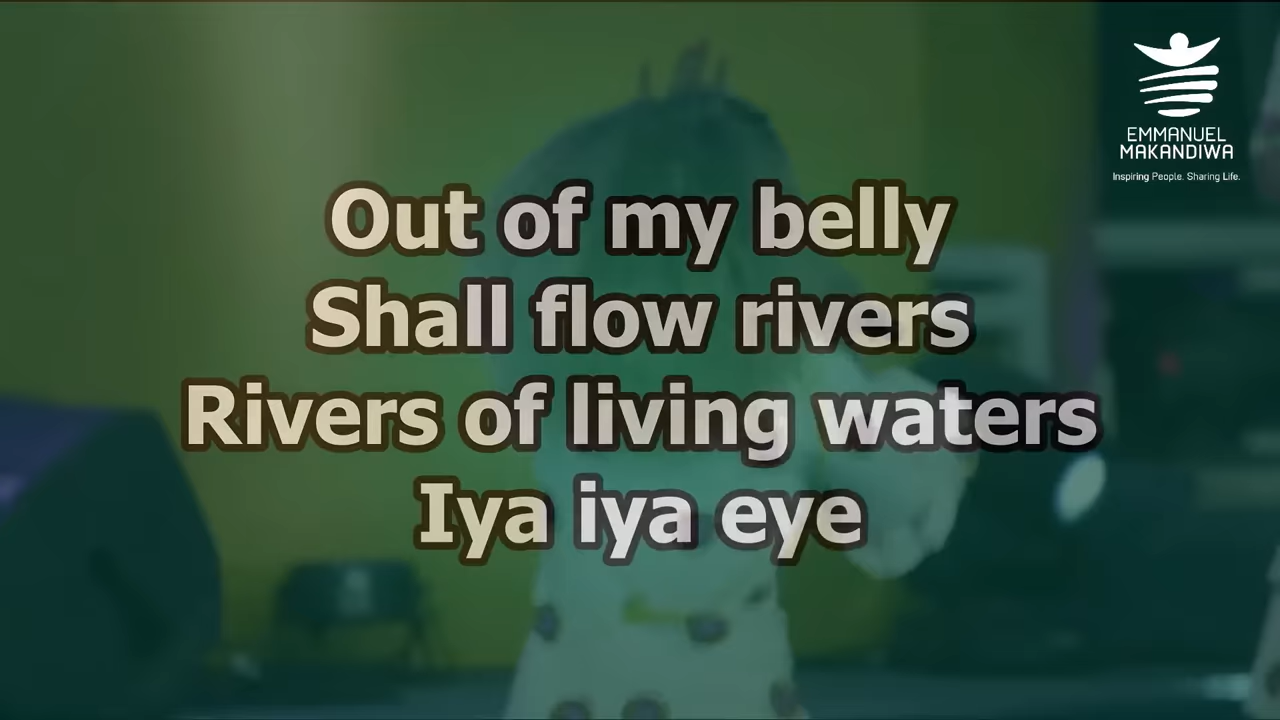 EMMANUEL
MAKANDIWA
Inspiring People. Sharing Life.
Out of my belly
Shall flow rivers
Rivers of living waters
Iya iya eye